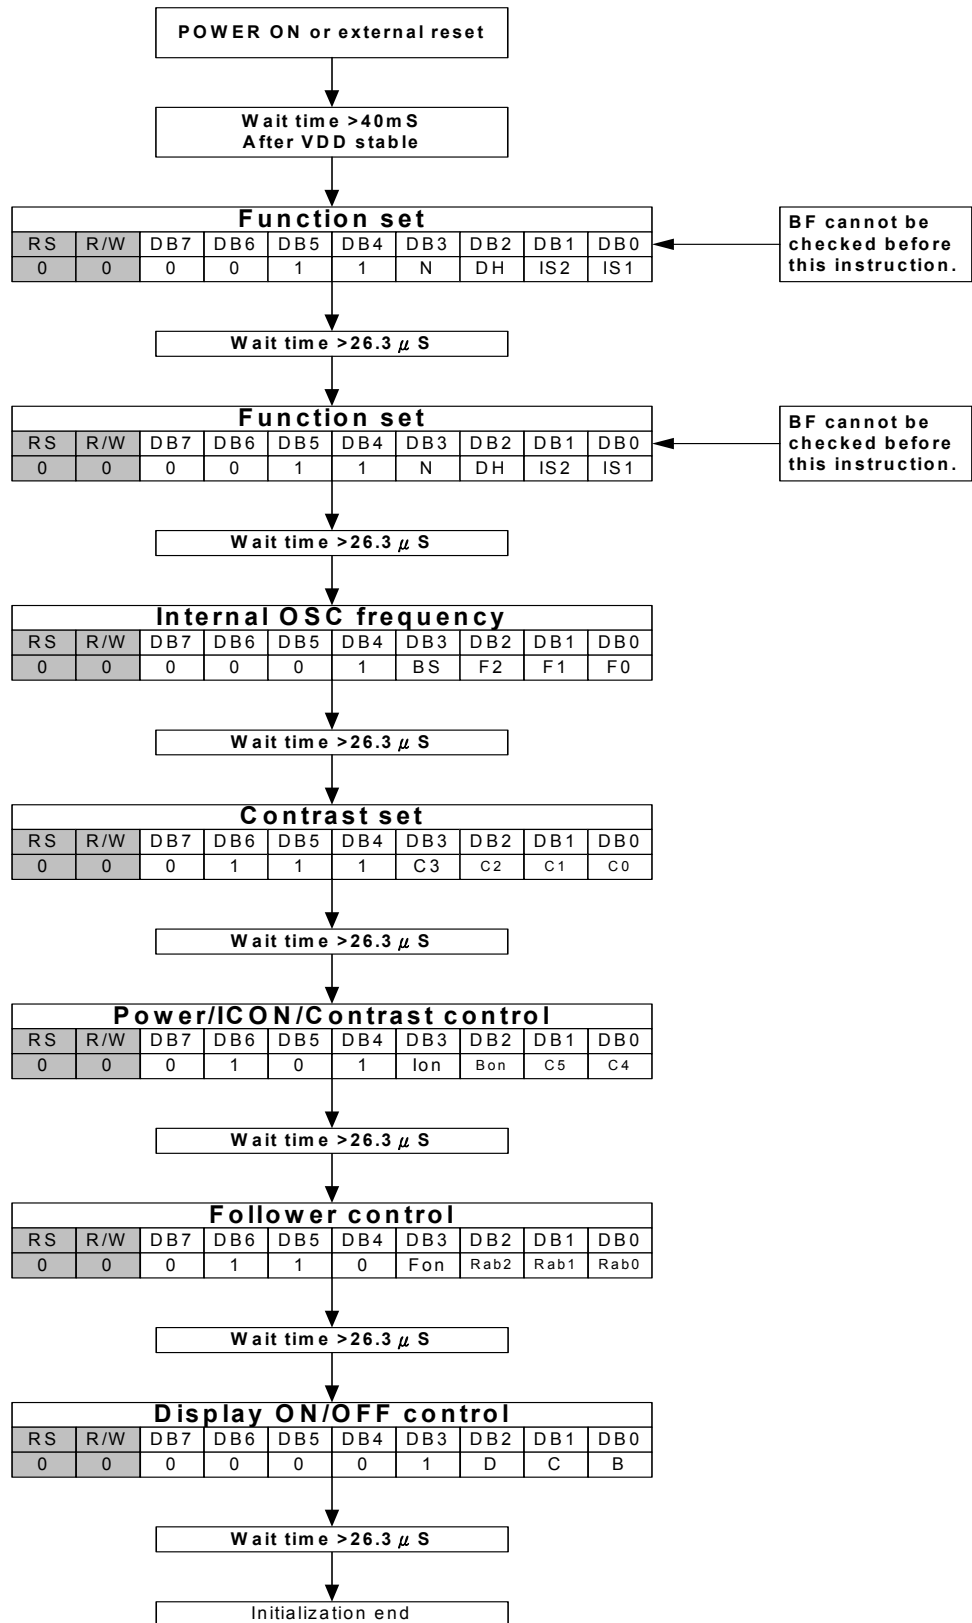 POWER ON or external reset
Wait time >40mS
After VDD stable
Function set
RS R/W DB7 DB6 DB5 DB4 DB3 DB2 DB1 DB0
0 0 0 0 1 1 N DH IS2 IS1
BF cannot be
checked before
this instruction.
Wait time >26.3 μ S
Function set
RS R/W DB7 DB6 DB5 DB4 DB3 DB2 DB1 DB0
0 0 0 0 1 1 N DH IS2 IS1
BF cannot be
checked before
this instruction.
Wait time >26.3 μ S
Internal OSC frequency
RS R/W DB7 DB6 DB5 DB4 DB3 DB2 DB1 DB0
0 0 0 0 0 1 BS F2 F1 F0
Wait time >26.3 μ S
Contrast set
RS R/W DB7 DB6 DB5 DB4 DB3 DB2 DB1 DB0
0 0 0 1 1 1 C3 C2 C1 C0
Wait time >26.3 μ S
Power/ICON/Contrast control
RS R/W DB7 DB6 DB5 DB4 DB3 DB2 DB1 DB0
0 0 0 1 0 1 Ion Bon C5 C4
Wait time >26.3 μ S
Follower control
RS R/W DB7 DB6 DB5 DB4 DB3 DB2 DB1 DB0
0 0 0 1 1 0 Fon Rab2 Rab1 Rab0
Wait time >26.3 μ S
Display ON/OFF control
RS R/W DB7 DB6 DB5 DB4 DB3 DB2 DB1 DB0
0 0 0 0 0 0 1 D C B
Wait time >26.3 μ S
Initialization end